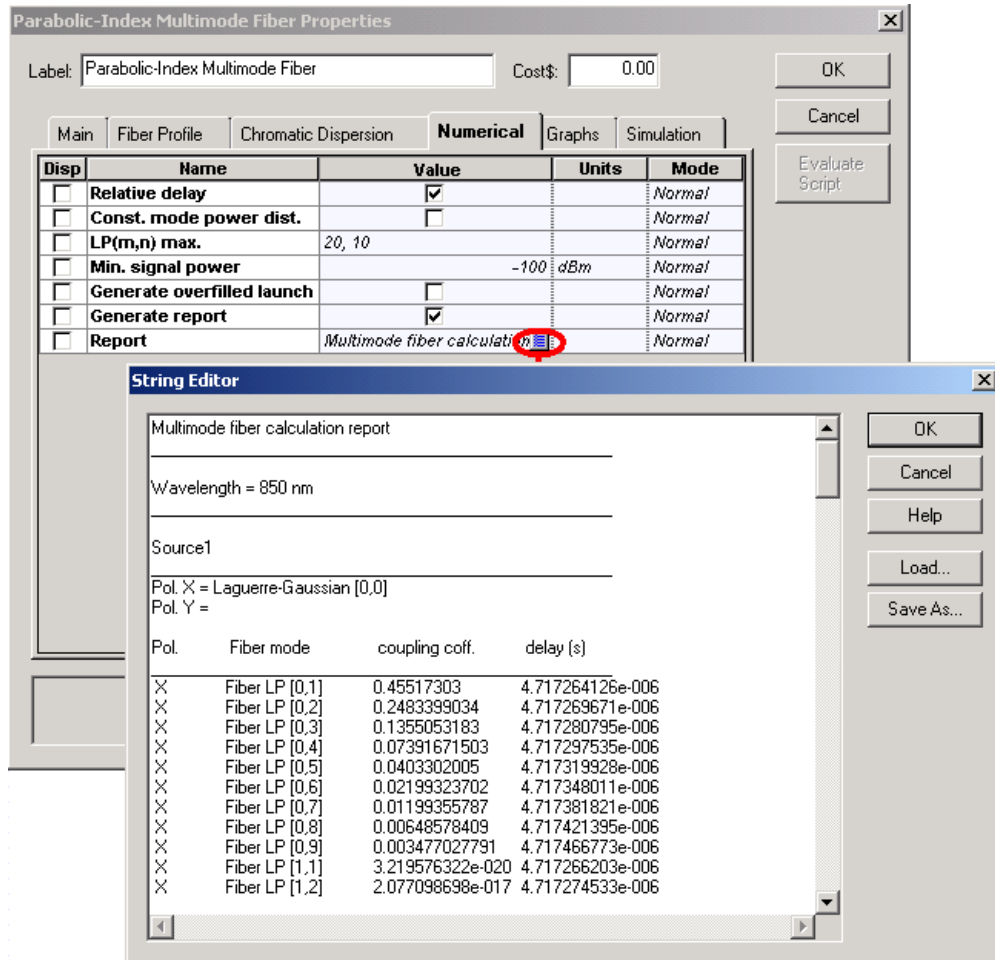 Parabolic-Index Multimode Fiber Properties
Label: Parabolic-Index Multimode Fiber Cost$: 0.00 OK
Cancel
Evaluate Script
Main Fiber Profile Chromatic Dispersion Numerical Graphs Simulation
Disp Name Value Units Mode
Relative delay Normal
Const. mode power dist. Normal
LP(m,n) max. 20, 10 Normal
Min. signal power -100 dBm Normal
Generate overfilled launch Normal
Generate report Normal
Report Multimode fiber calculation Normal
String Editor
OK
Cancel
Help
Load...
Save As...
Multimode fiber calculation report
Wavelength = 850 nm
Source1
Pol. X = Laguerre-Gaussian [0,0]
Pol. Y =
Pol. Fiber mode coupling coff. delay (s)
X Fiber LP [0,1] 0.45517303 4.717264126e-006
X Fiber LP [0,2] 0.2483399034 4.717269671e-006
X Fiber LP [0,3] 0.1355053183 4.717280795e-006
X Fiber LP [0,4] 0.07391671503 4.717297535e-006
X Fiber LP [0,5] 0.0403302005 4.717319928e-006
X Fiber LP [0,6] 0.02199323702 4.717348011e-006
X Fiber LP [0,7] 0.01199355787 4.717381821e-006
X Fiber LP [0,8] 0.00648578409 4.717421395e-006
X Fiber LP [0,9] 0.003477027791 4.717466773e-006
X Fiber LP [1,1] 3.219576322e-020 4.717266203e-006
X Fiber LP [1,2] 2.077098698e-017 4.717274533e-006